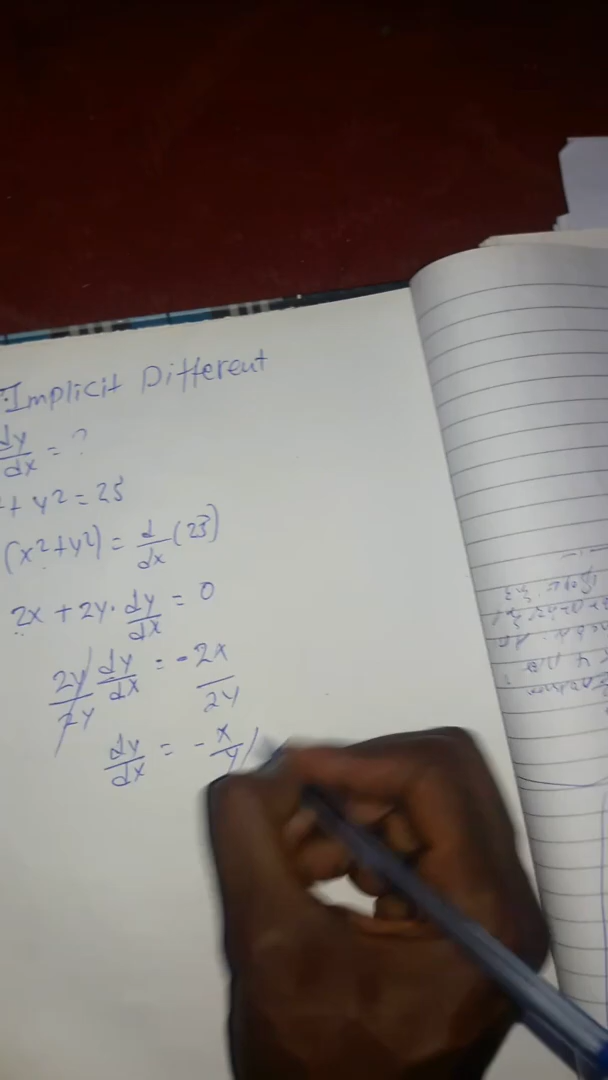 Implicit Different
dy/dx = ?
+ y² = 25
(x²+y²) = d/dx (25)
2x + 2y · dy/dx = 0
2y/2y dy/dx = -2x/2y
dy/dx = - x/y